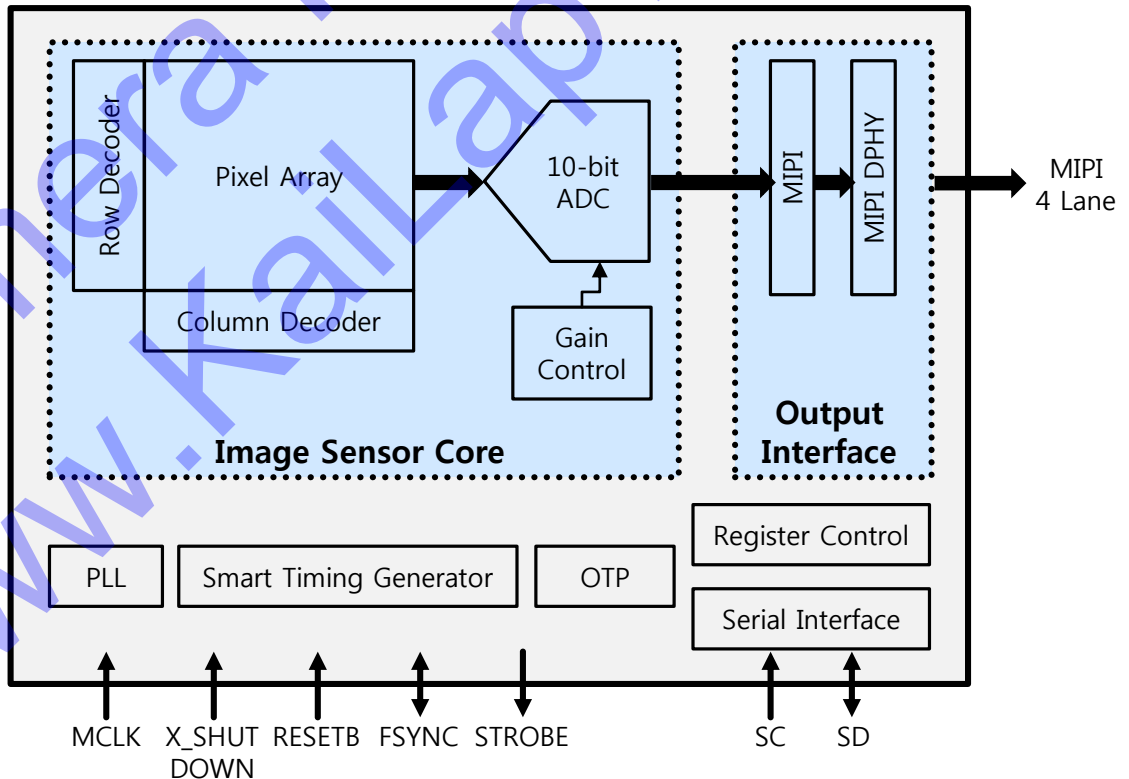 Row Decoder
Pixel Array
Column Decoder
10-bit
ADC
Gain
Control
Image Sensor Core
MIPI
MIPI DPHY
Output
Interface
MIPI
4 Lane
PLL
Smart Timing Generator
OTP
Register Control
Serial Interface
MCLK
X_SHUT
DOWN
RESETB
FSYNC
STROBE
SC
SD